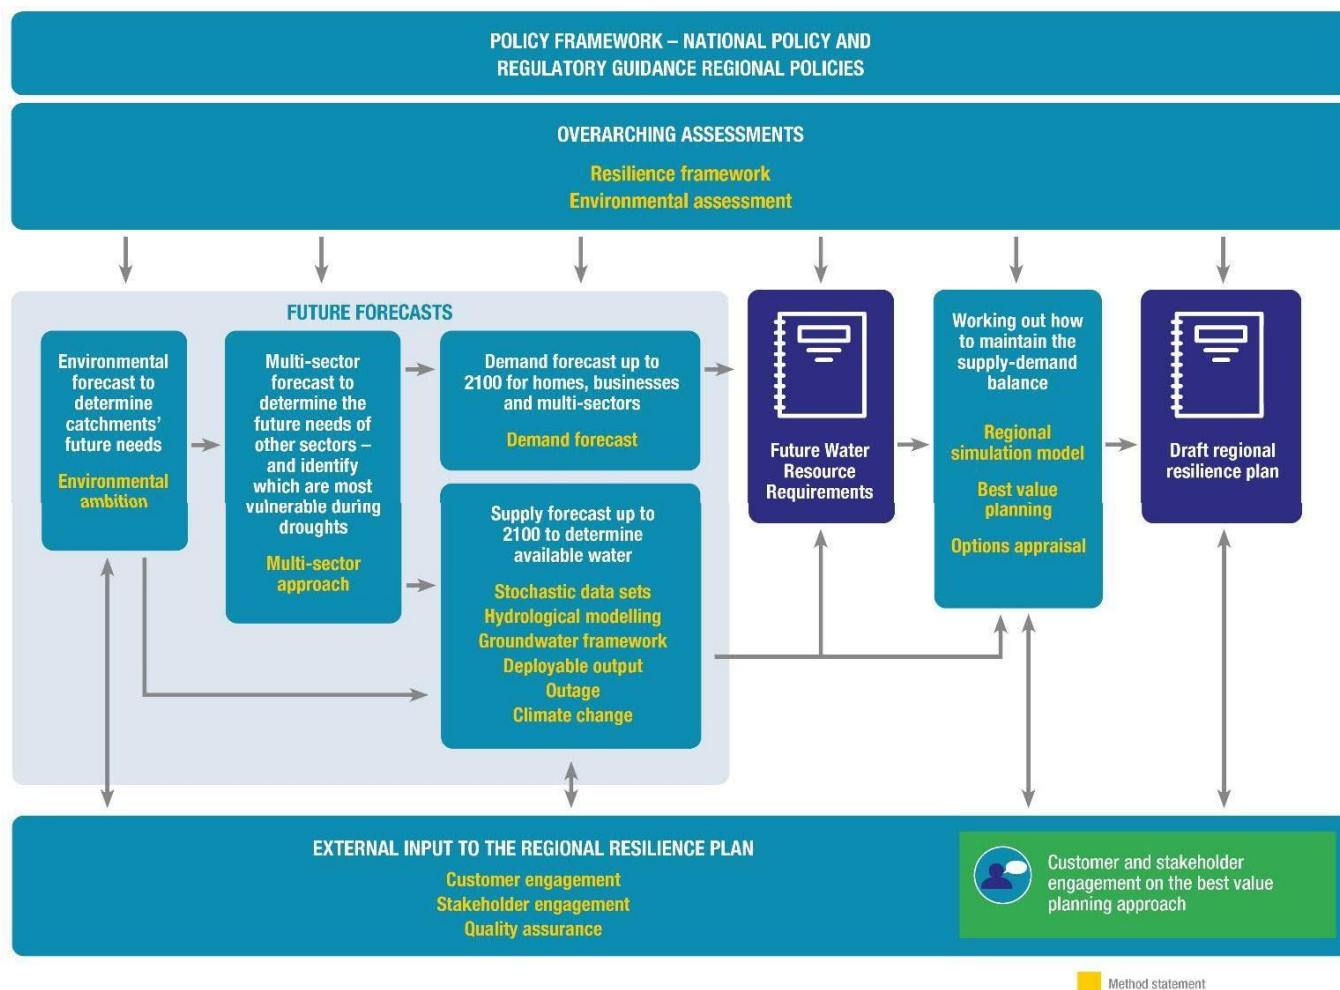 POLICY FRAMEWORK – NATIONAL POLICY AND
REGULATORY GUIDANCE REGIONAL POLICIES
OVERARCHING ASSESSMENTS
Resilience framework
Environmental assessment
FUTURE FORECASTS
Environmental
forecast to
determine
catchments'
future needs
Environmental
ambition
Multi-sector
forecast to
determine the
future needs of
other sectors –
and identify
which are most
vulnerable during
droughts
Multi-sector
approach
Demand forecast up to
2100 for homes, businesses
and multi-sectors
Demand forecast
Supply forecast up to
2100 to determine
available water
Stochastic data sets
Hydrological modelling
Groundwater framework
Deployable output
Outage
Climate change
Future Water
Resource
Requirements
Working out how
to maintain the
supply-demand
balance
Regional
simulation model
Best value
planning
Options appraisal
Draft regional
resilience plan
EXTERNAL INPUT TO THE REGIONAL RESILIENCE PLAN
Customer engagement
Stakeholder engagement
Quality assurance
Customer and stakeholder
engagement on the best value
planning approach
Method statement